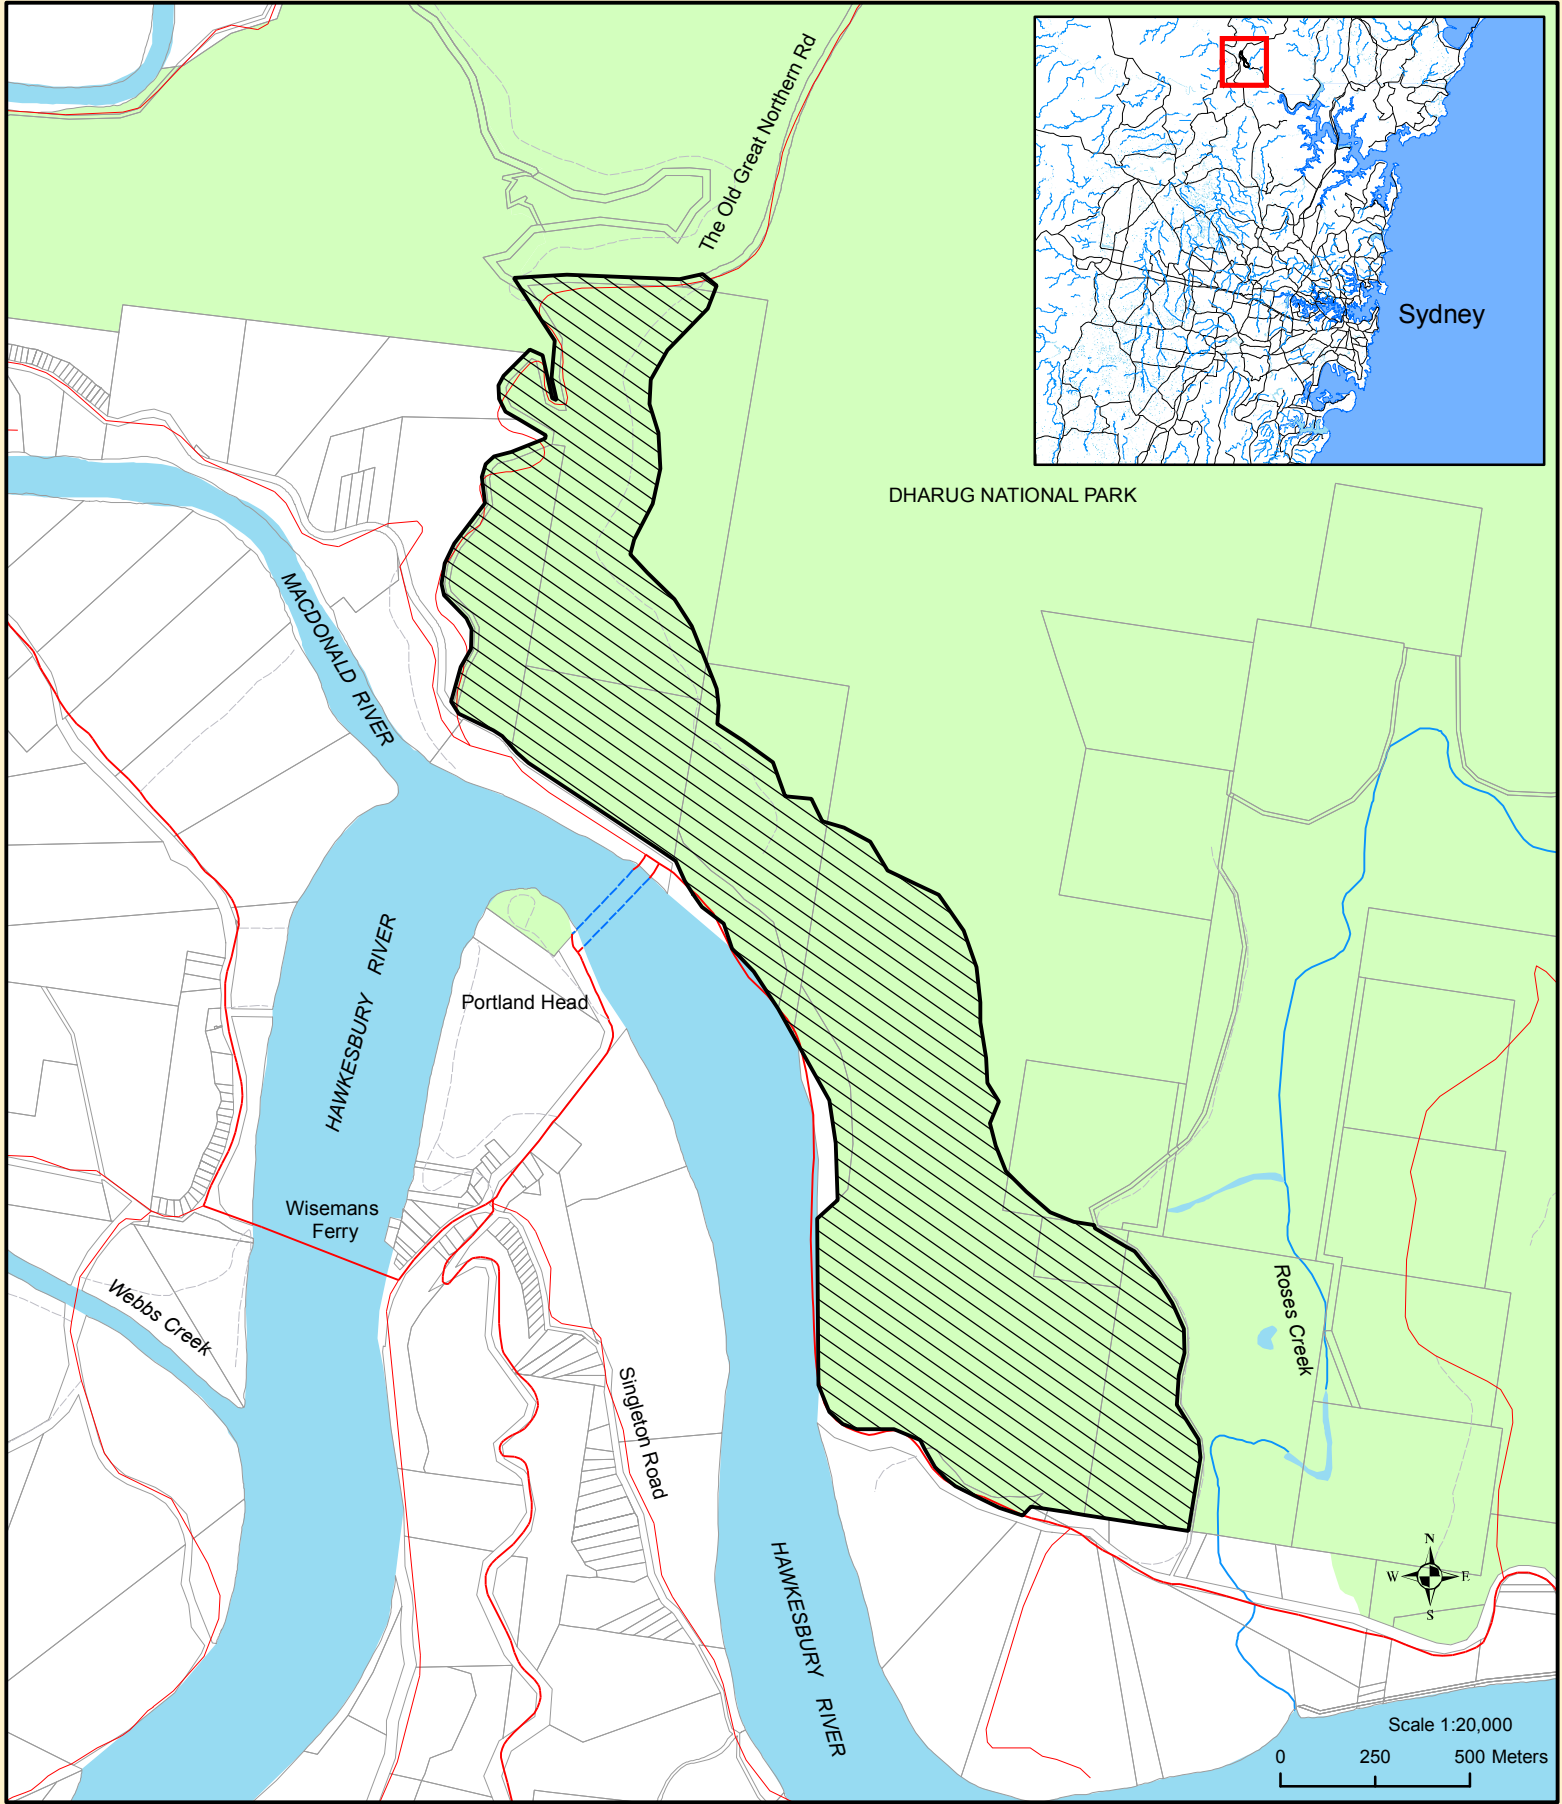 The Old Great Northern Rd
Sydney
DHARUG NATIONAL PARK
MACDONALD RIVER
HAWKESBURY RIVER
Portland Head
Wisemans
Ferry
Webbs Creek
Singleton Road
Roses Creek
HAWKESBURY RIVER
N
W E
S
Scale 1:20,000
0 250 500 Meters